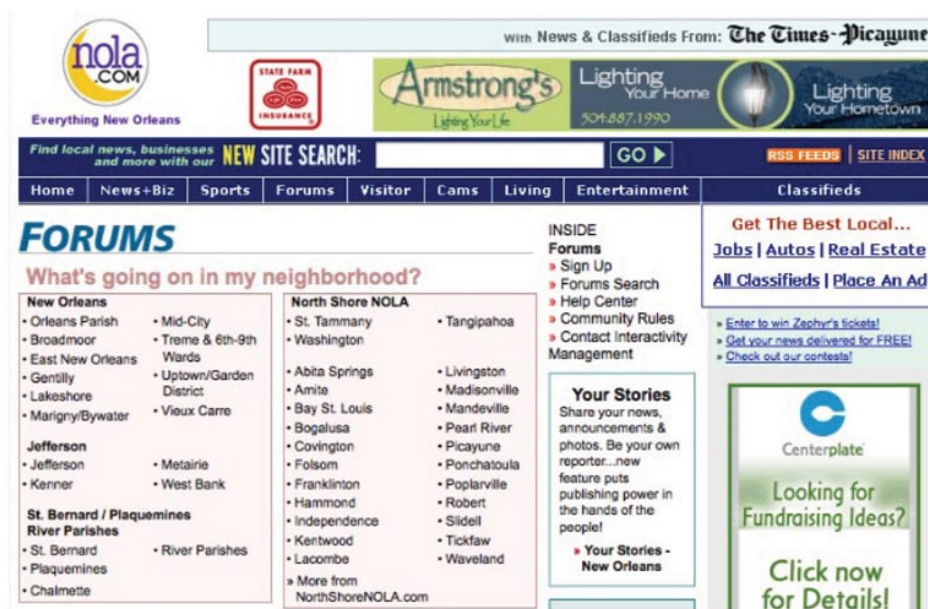 nola
.COM
Everything New Orleans
With News & Classifieds From: The Times-Picayune
STATE FARM
INSURANCE
Armstrong's
Lighting Your Life
Lighting
Your Home
504.887.1990
Lighting
Your Hometown
Find local news, businesses
and more with our NEW SITE SEARCH: GO
RSS FEEDS | SITE INDEX
Home News+Biz Sports Forums Visitor Cams Living Entertainment Classifieds
FORUMS
What's going on in my neighborhood?
New Orleans
• Orleans Parish
• Broadmoor
• East New Orleans
• Gentilly
• Lakeshore
• Marigny/Bywater
• Mid-City
• Treme & 6th-9th
Wards
• Uptown/Garden
District
• Vieux Carre
Jefferson
• Jefferson
• Kenner
• Metairie
• West Bank
St. Bernard / Plaquemines
River Parishes
• St. Bernard
• Plaquemines
• Chalmette
• River Parishes
North Shore NOLA
• St. Tammany
• Washington
• Tangipahoa
• Abita Springs
• Amite
• Bay St. Louis
• Bogalusa
• Covington
• Folsom
• Franklinton
• Hammond
• Independence
• Kentwood
• Lacombe
• Livingston
• Madisonville
• Mandeville
• Pearl River
• Picayune
• Ponchatoula
• Poplarville
• Robert
• Slidell
• Tickfaw
• Waveland
» More from
NorthShoreNOLA.com
INSIDE
Forums
» Sign Up
» Forums Search
» Help Center
» Community Rules
» Contact Interactivity
Management
Your Stories
Share your news,
announcements &
photos. Be your own
reporter...new
feature puts
publishing power in
the hands of the
people!
» Your Stories -
New Orleans
Get The Best Local...
Jobs | Autos | Real Estate
All Classifieds | Place An Ad
» Enter to win Zephyr's tickets!
» Get your news delivered for FREE!
» Check out our contests!
Centerplate
Looking for
Fundraising Ideas?
Click now
for Details!